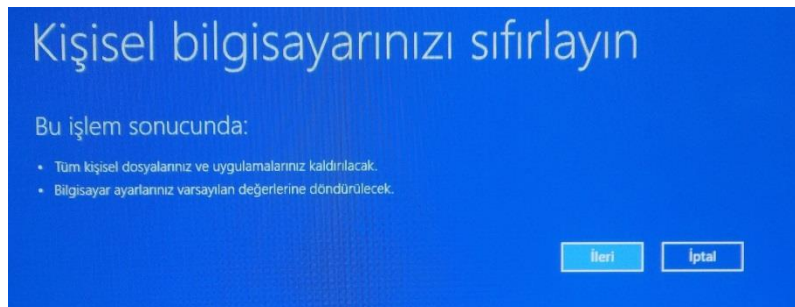 Kişisel bilgisayarınızı sıfırlayın
Bu işlem sonucunda:
• Tüm kişisel dosyalarınız ve uygulamalarınız kaldırılacak.
• Bilgisayar ayarlarınız varsayılan değerlerine döndürülecek.
İleri İptal